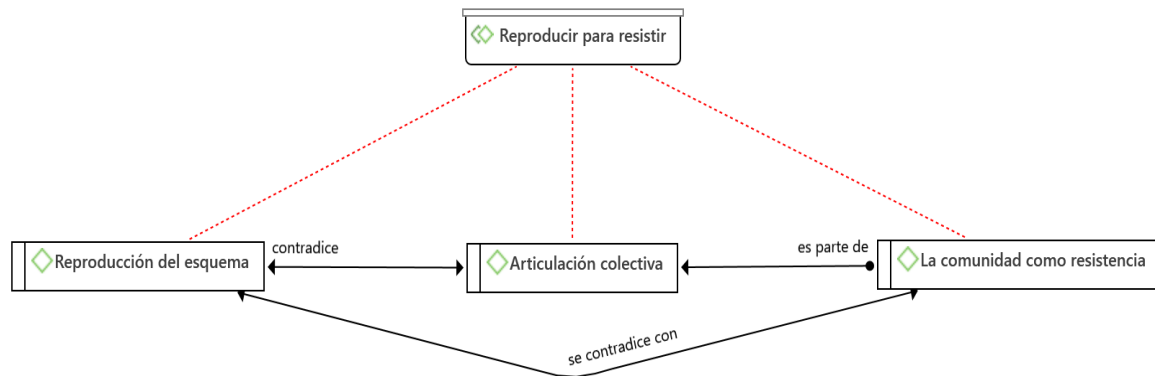 Reproducir para resistir
contradice
es parte de
Reproducción del esquema
Articulación colectiva
La comunidad como resistencia
se contradice con